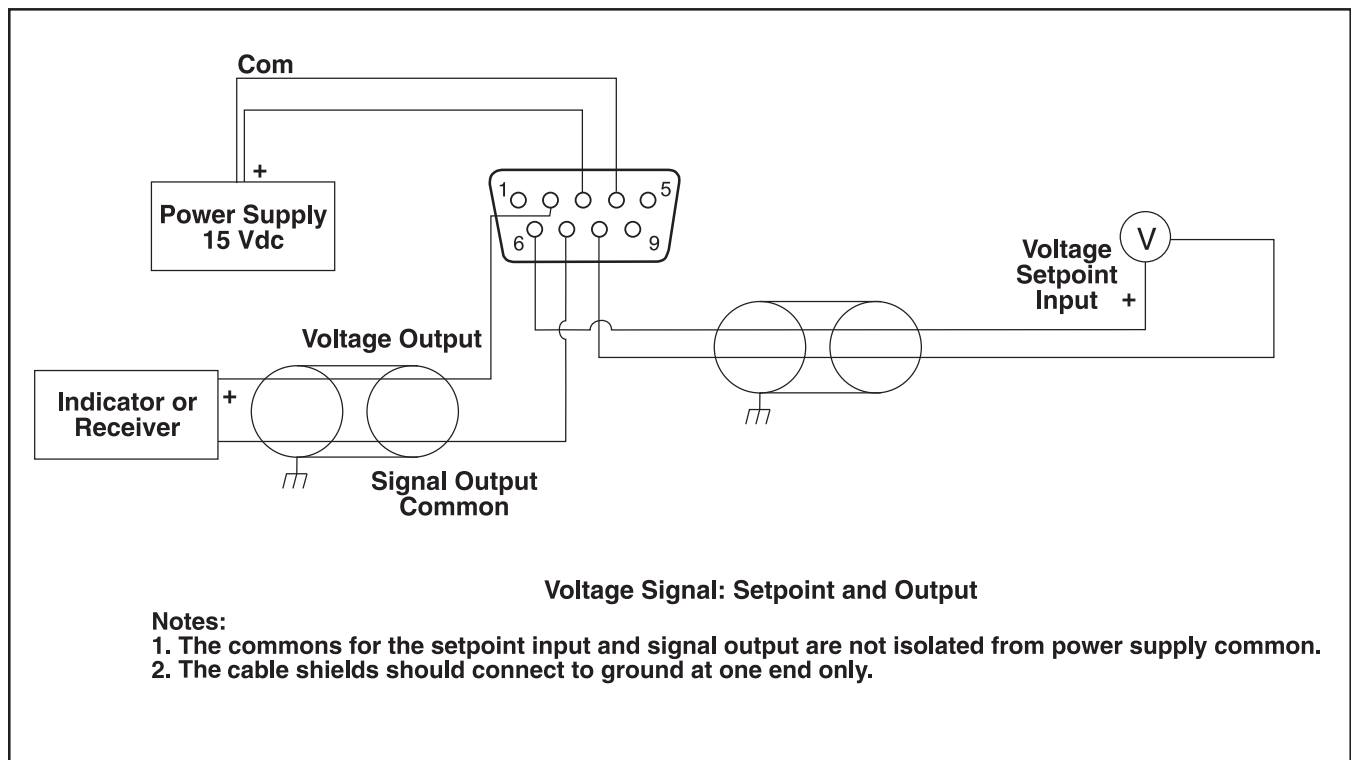 Com
+
Power Supply
15 Vdc
1
5
6
9
Voltage
Setpoint
Input +
V
Voltage Output
Indicator or
Receiver
+
Signal Output
Common
Voltage Signal: Setpoint and Output
Notes:
1. The commons for the setpoint input and signal output are not isolated from power supply common.
2. The cable shields should connect to ground at one end only.